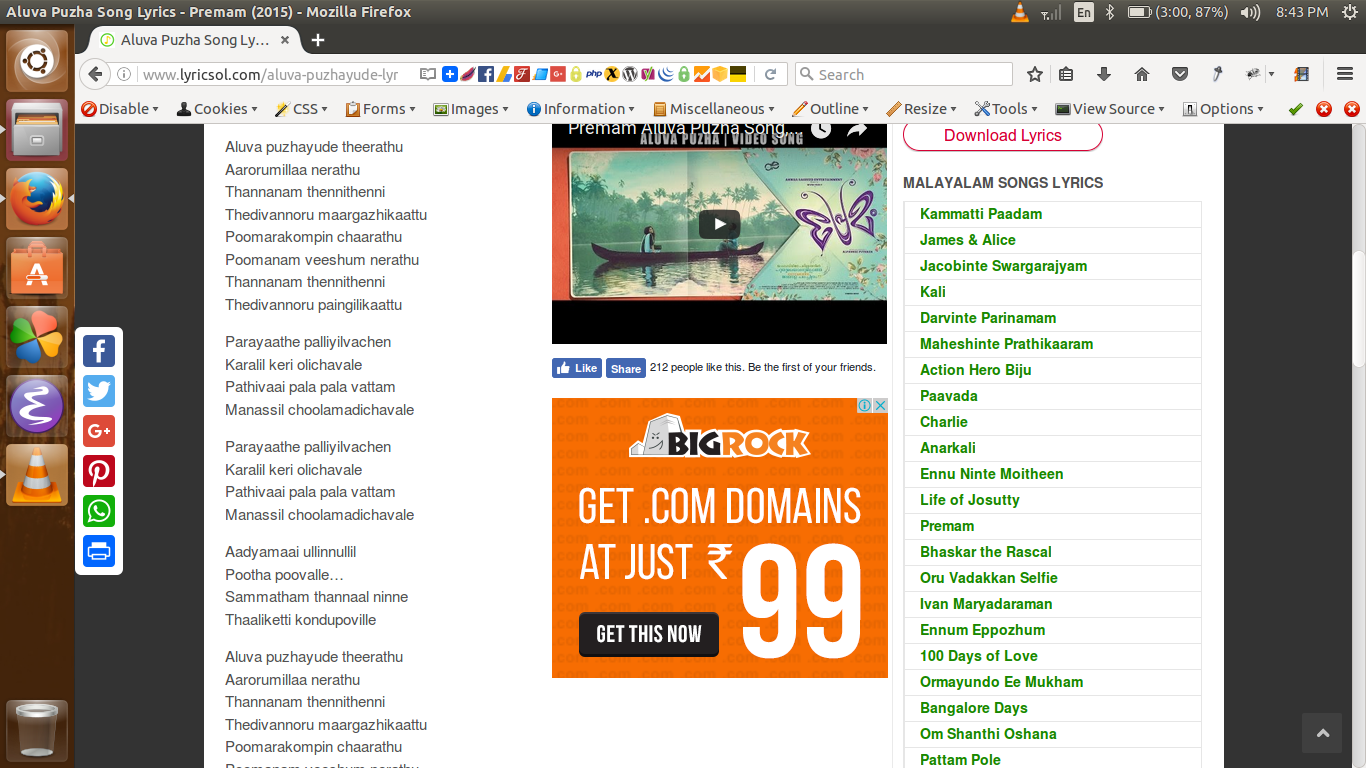 Aluva Puzha Song Lyrics - Premam (2015) - Mozilla Firefox
En
(3:00, 87%)
8:43 PM
Aluva Puzha Song Ly...
www.lyricsol.com/aluva-puzhayude-lyr
php
Search
Disable
Cookies
CSS
Forms
Images
Information
Miscellaneous
Outline
Resize
Tools
View Source
Options
Aluva puzhayude theerathu
Aarorumillaa nerathu
Thannanam thennithenni
Thedivannoru maargazhikaattu
Poomarakompin chaarathu
Poomanam veeshum nerathu
Thannanam thennithenni
Thedivannoru paingilikaattu
Parayaathe palliyilvachen
Karalil keri olichavale
Pathivaai pala pala vattam
Manassil choolamadichavale
Parayaathe palliyilvachen
Karalil keri olichavale
Pathivaai pala pala vattam
Manassil choolamadichavale
Aadyamaai ullinnullil
Pootha poovalle…
Sammatham thannaal ninne
Thaaliketti kondupoville
Aluva puzhayude theerathu
Aarorumillaa nerathu
Thannanam thennithenni
Thedivannoru maargazhikaattu
Poomarakompin chaarathu
Poomanam veeshum nerathu
Premam Aluva Puzha Song...
ALUVA PUZHA | VIDEO SONG
Like
Share
212 people like this. Be the first of your friends.
BIGROCK
GET .COM DOMAINS
AT JUST ₹ 99
GET THIS NOW
Download Lyrics
MALAYALAM SONGS LYRICS
Kammatti Paadam
James & Alice
Jacobinte Swargarajyam
Kali
Darvinte Parinamam
Maheshinte Prathikaaram
Action Hero Biju
Paavada
Charlie
Anarkali
Ennu Ninte Moitheen
Life of Josutty
Premam
Bhaskar the Rascal
Oru Vadakkan Selfie
Ivan Maryadaraman
Ennum Eppozhum
100 Days of Love
Ormayundo Ee Mukham
Bangalore Days
Om Shanthi Oshana
Pattam Pole